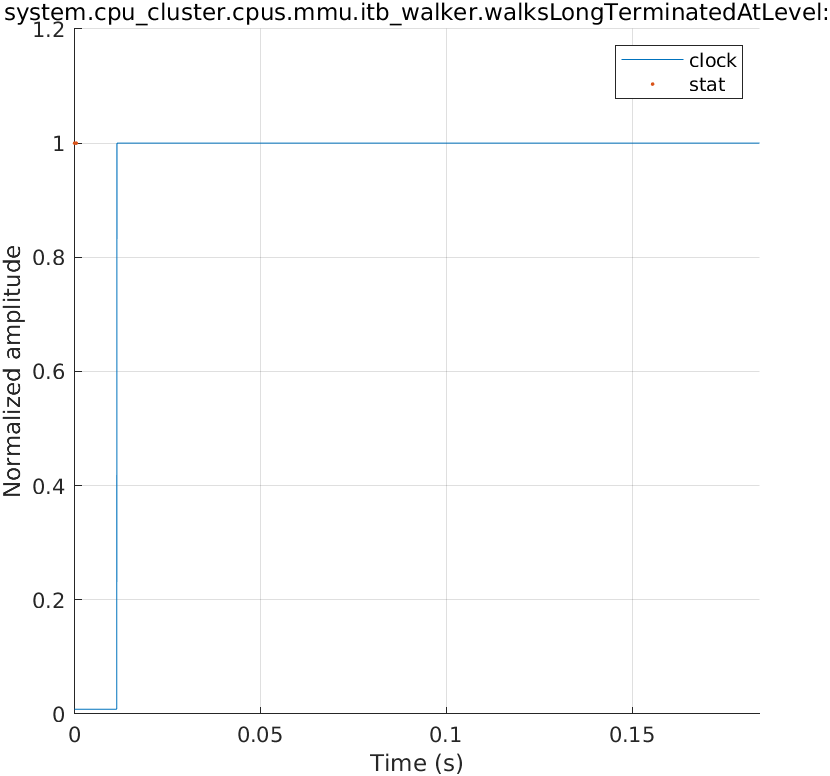 system.cpu_cluster.cpus.mmu.itb_walker.walksLongTerminatedAtLevel:
1.2
1
0.8
0.6
0.4
0.2
0
Normalized amplitude
clock
stat
0
0.05
0.1
0.15
Time (s)